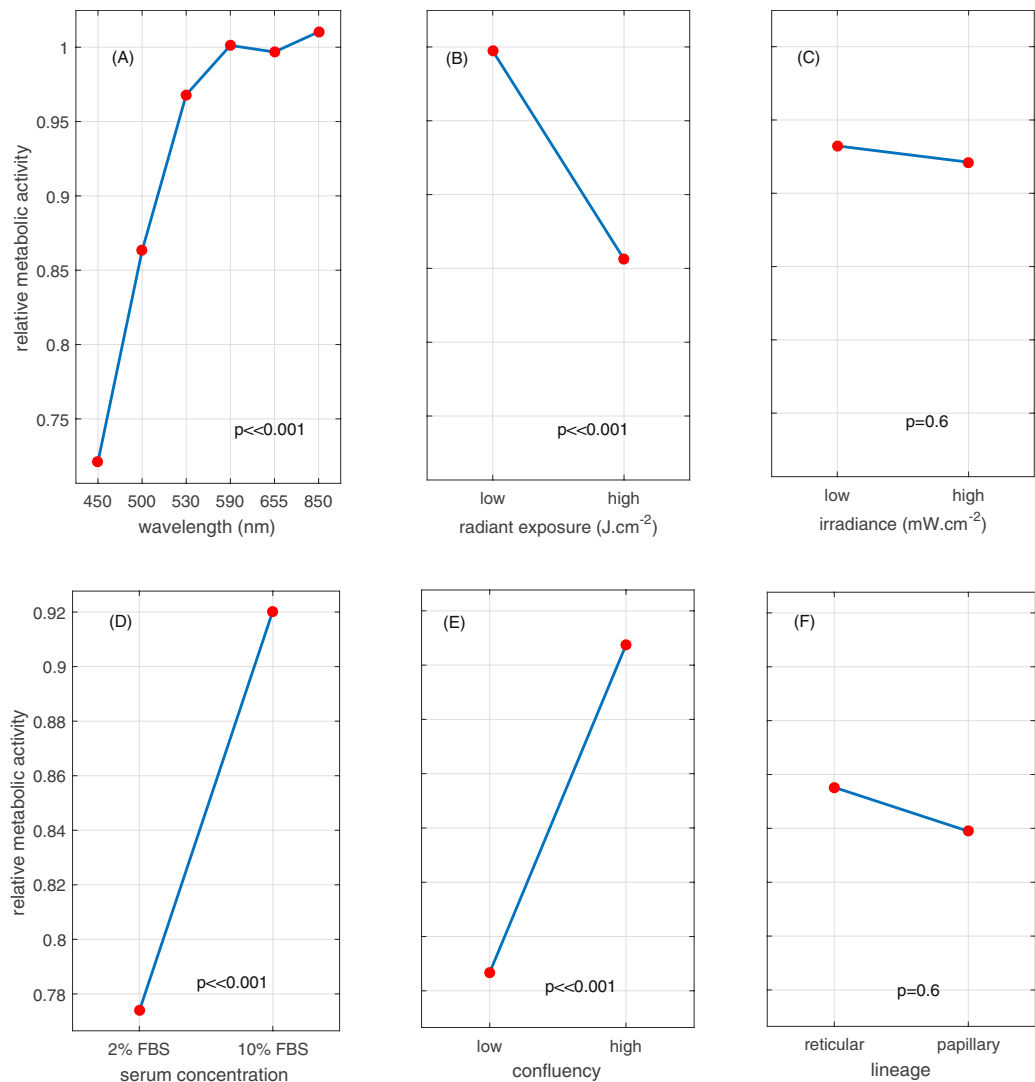 (A)
relative metabolic activity
1
0.95
0.9
0.85
0.8
0.75
p<<0.001
450 500 530 590 655 850
wavelength (nm)
(B)
p<<0.001
low high
radiant exposure (J.cm-2)
(C)
p=0.6
low high
irradiance (mW.cm-2)
(D)
relative metabolic activity
0.92
0.9
0.88
0.86
0.84
0.82
0.8
0.78
p<<0.001
2% FBS 10% FBS
serum concentration
(E)
p<<0.001
low high
confluency
(F)
p=0.6
reticular papillary
lineage